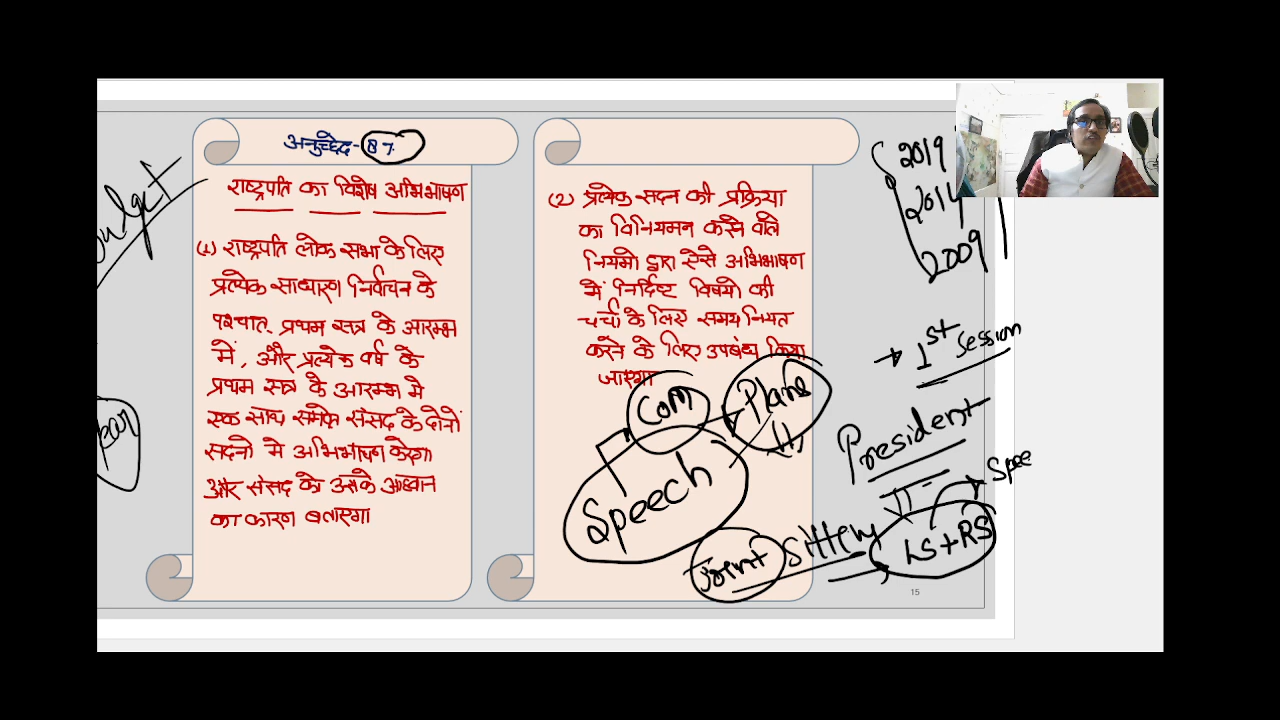 अनुच्छेद- 87
राष्ट्रपति का विशेष अभिभाषण
(1) राष्ट्रपति लोक सभा के लिए
प्रत्येक साधारण निर्वाचन के
पश्चात् प्रथम सत्र के आरम्भ
में, और प्रत्येक वर्ष के
प्रथम सत्र के आरम्भ मे
एक साथ समवेत संसद के दोनों
सदनो मे अभिभाषण करेगा
और संसद को उसके आह्वान
का कारण बताएगा
(2) प्रत्येक सदन की प्रक्रिया
का विनियमन करने वाले
नियमो द्वारा ऐसे अभिभाषण
में निर्दिष्ट विषयो की
चर्चा के लिए समय नियत
करने के लिए उपबंध किया
जाएगा
Com
Plans
Speech
Joint
2019
2014
2009
1st Session
President
Spee
LS+RS
15